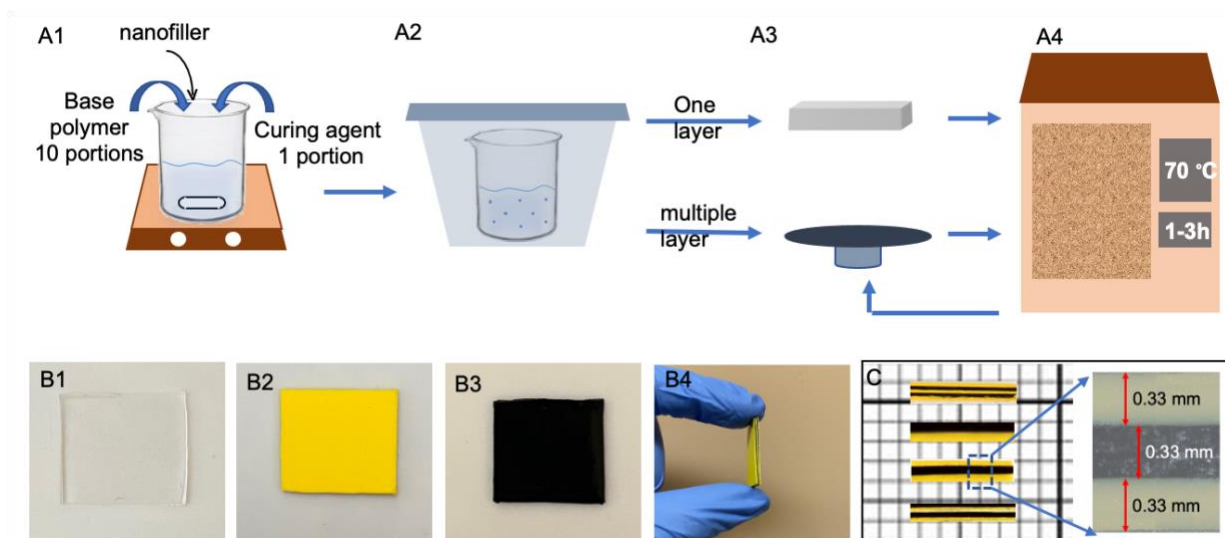 A1
nanofiller
Base
polymer
10 portions
Curing agent
1 portion
A2
One
layer
multiple
layer
A3
A4
70 °C
1-3h
B1
B2
B3
B4
C
0.33 mm
0.33 mm
0.33 mm